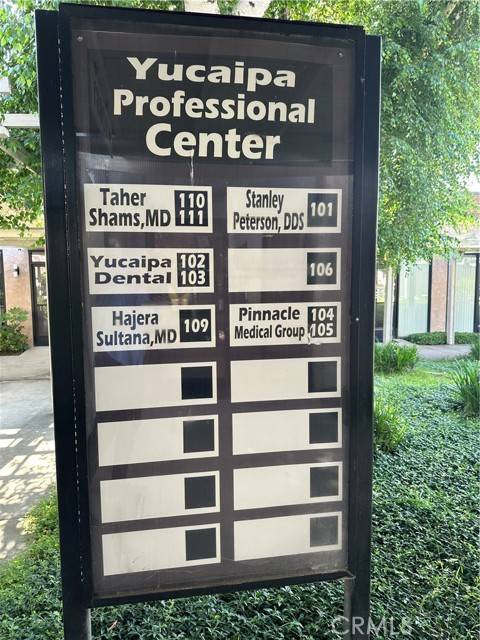 Yucaipa
Professional
Center
Taher
Shams,MD
110
111
Stanley
Peterson, DDS
101
Yucaipa
Dental
102
103
106
Hajera
Sultana,MD
109
Pinnacle
Medical Group
104
105
CRMLS